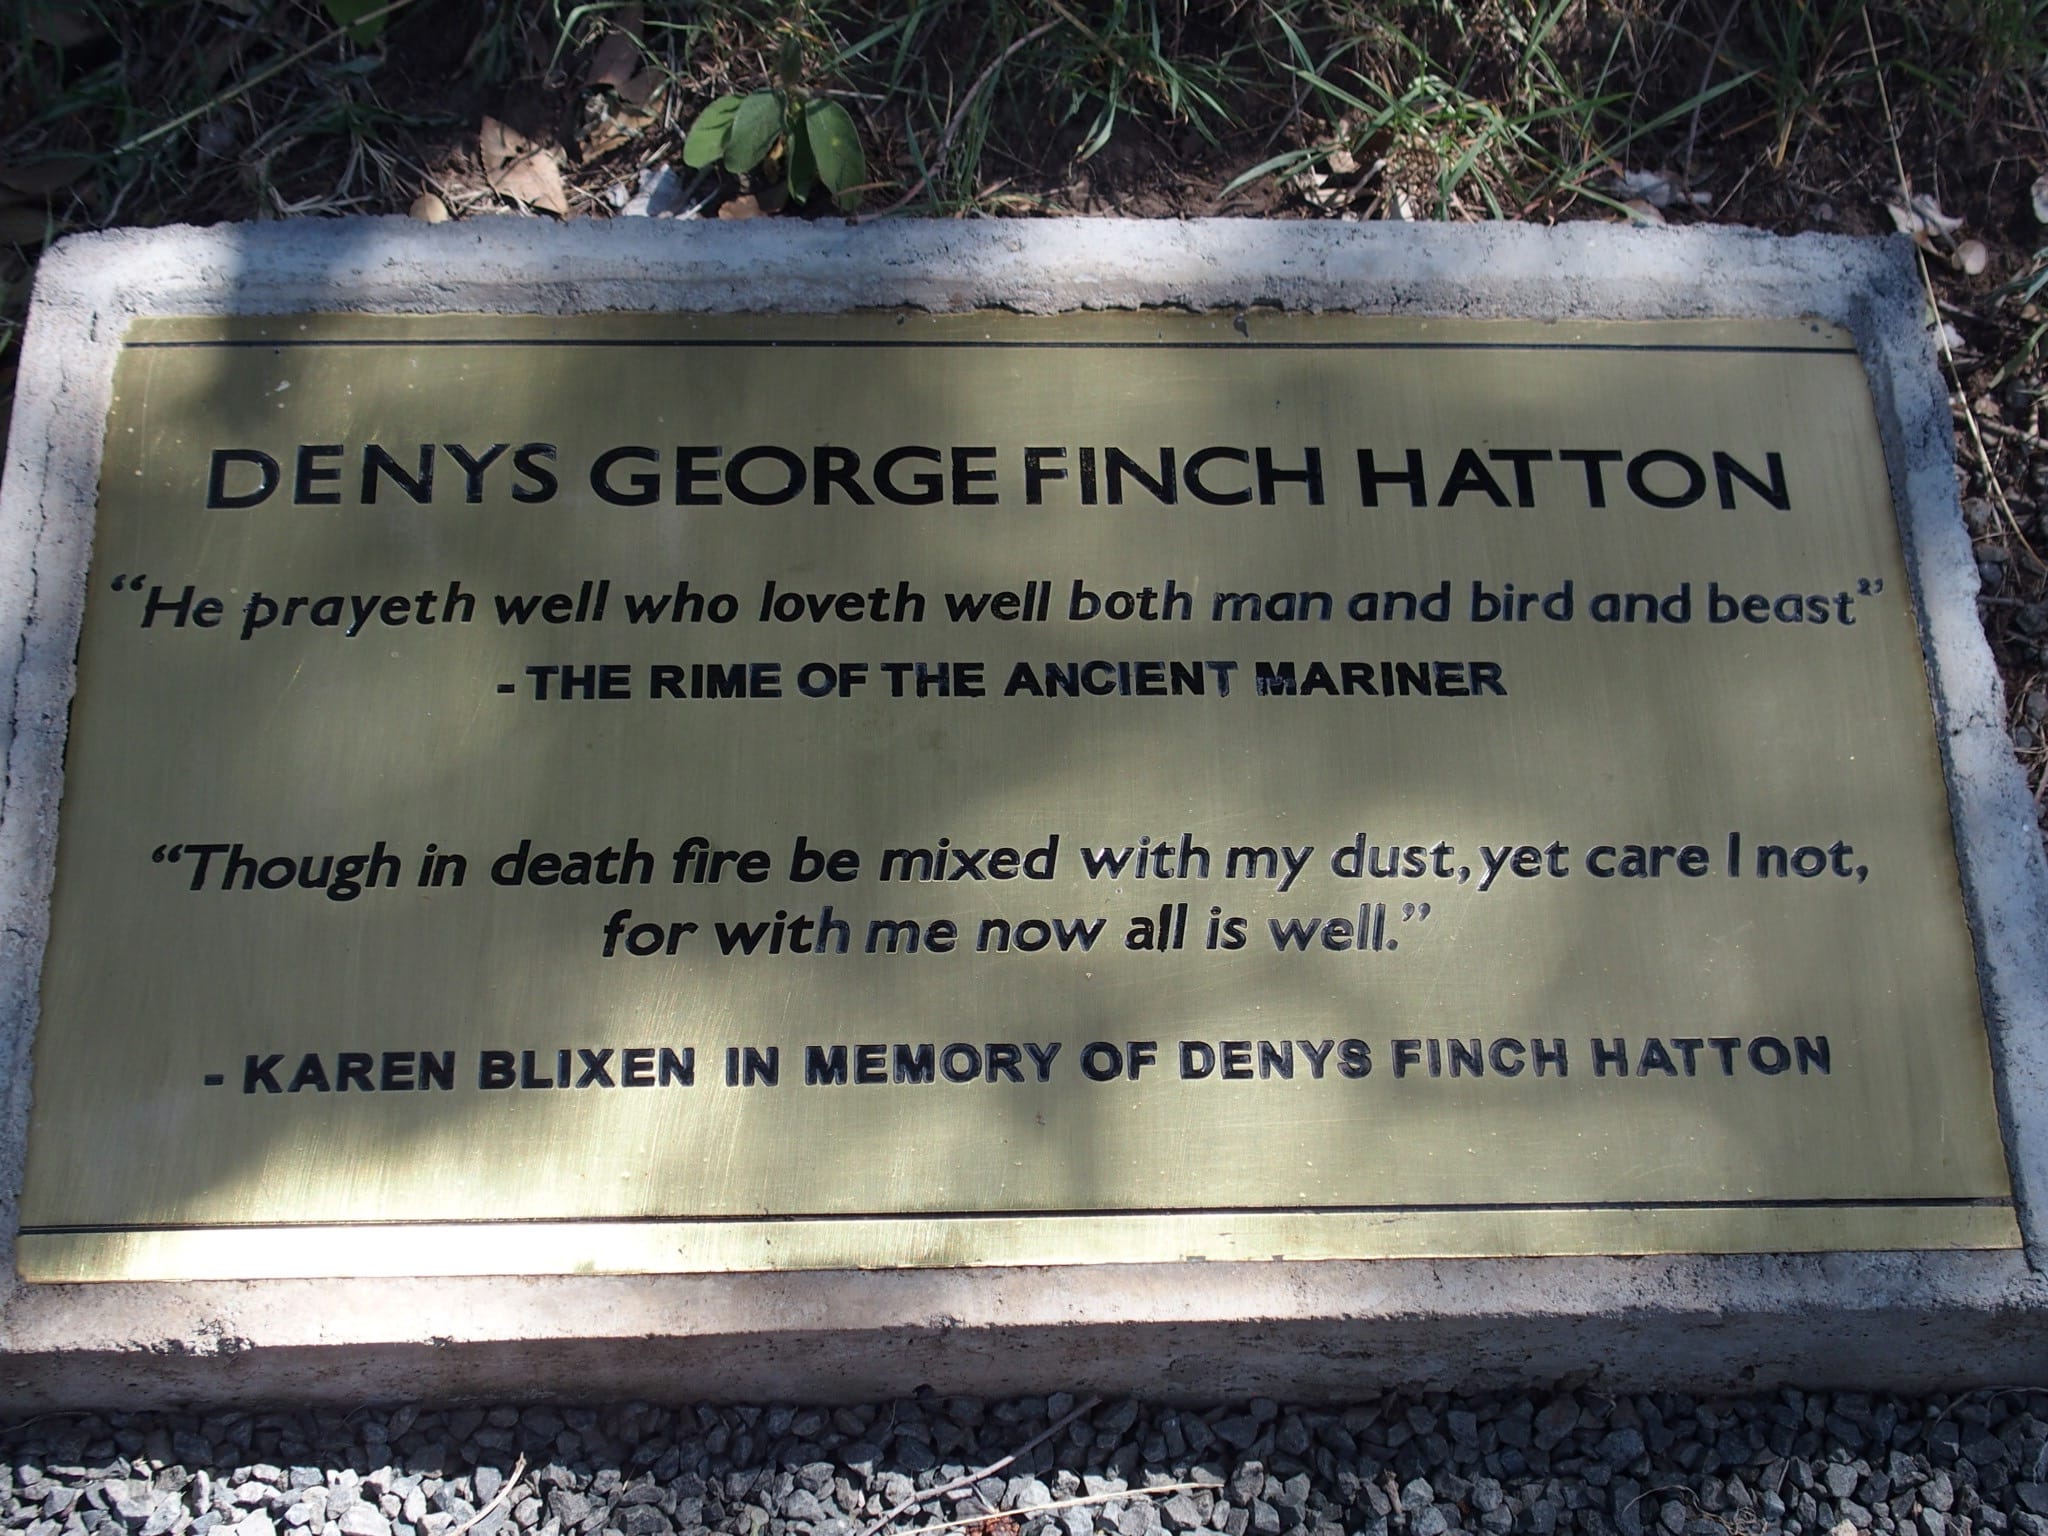 DENYS GEORGE FINCH HATTON
“He prayeth well who loveth well both man and bird and beast”
- THE RIME OF THE ANCIENT MARINER
“Though in death fire be mixed with my dust, yet care I not,
for with me now all is well.”
- KAREN BLIXEN IN MEMORY OF DENYS FINCH HATTON